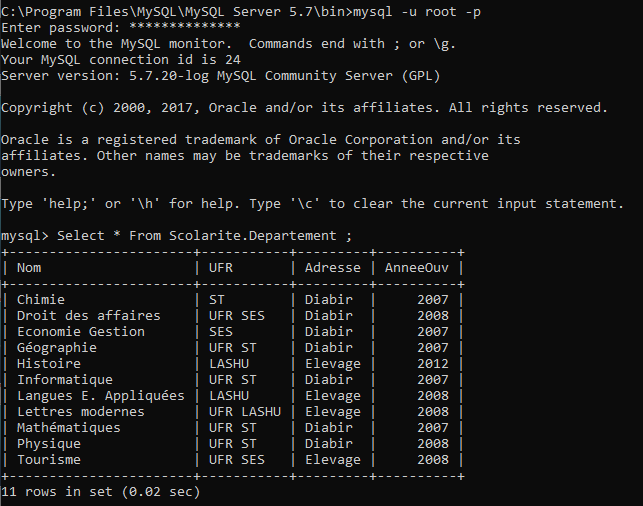 C:\Program Files\MySQL\MySQL Server 5.7\bin>mysql -u root -p
Enter password: **************
Welcome to the MySQL monitor.  Commands end with ; or \g.
Your MySQL connection id is 24
Server version: 5.7.20-log MySQL Community Server (GPL)

Copyright (c) 2000, 2017, Oracle and/or its affiliates. All rights reserved.

Oracle is a registered trademark of Oracle Corporation and/or its
affiliates. Other names may be trademarks of their respective
owners.

Type 'help;' or '\h' for help. Type '\c' to clear the current input statement.

mysql> Select * From Scolarite.Departement ;
+-----------------------+-----------+---------+----------+
| Nom                   | UFR       | Adresse | AnneeOuv |
+-----------------------+-----------+---------+----------+
| Chimie                | ST        | Diabir  |     2007 |
| Droit des affaires    | UFR SES   | Diabir  |     2008 |
| Economie Gestion      | SES       | Diabir  |     2007 |
| Géographie            | UFR ST    | Diabir  |     2007 |
| Histoire              | LASHU     | Elevage |     2012 |
| Informatique          | UFR ST    | Diabir  |     2007 |
| Langues E. Appliquées | LASHU     | Elevage |     2008 |
| Lettres modernes      | UFR LASHU | Elevage |     2008 |
| Mathématiques         | UFR ST    | Diabir  |     2007 |
| Physique              | UFR ST    | Diabir  |     2008 |
| Tourisme              | UFR SES   | Elevage |     2008 |
+-----------------------+-----------+---------+----------+
11 rows in set (0.02 sec)